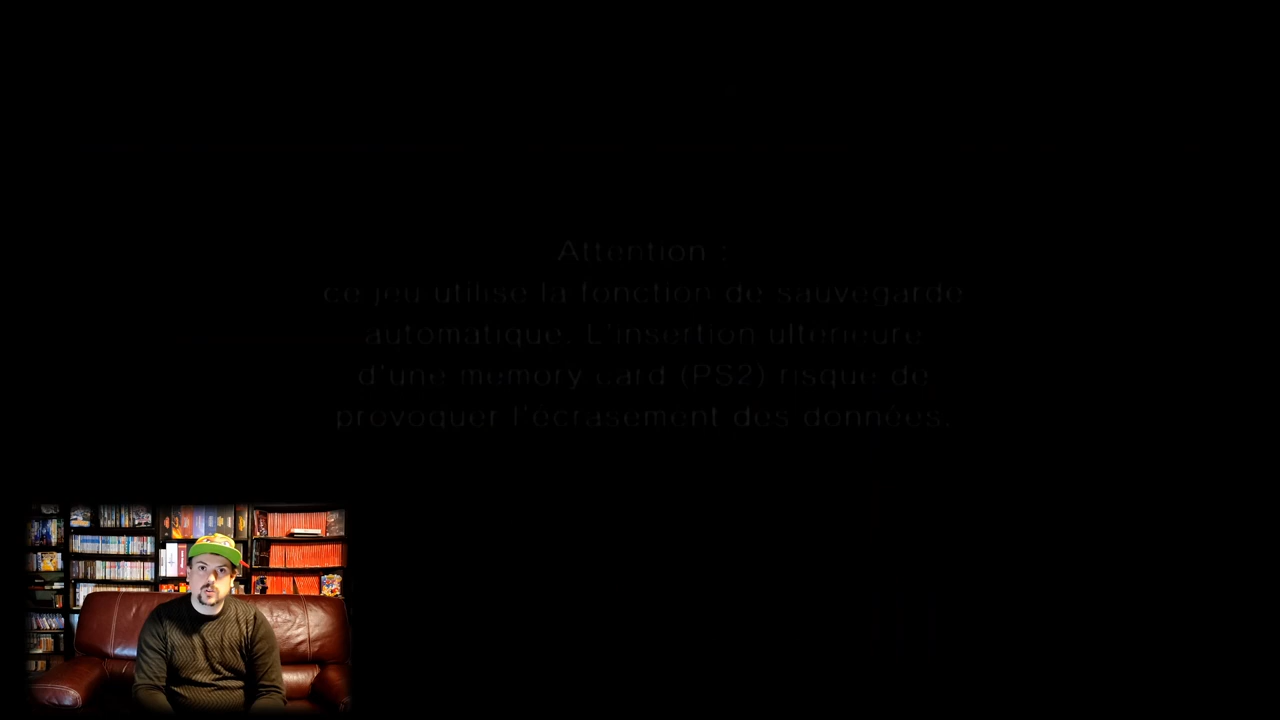 Attention :
ce jeu utilise la fonction de sauvegarde
automatique. L'insertion ultérieure
d'une memory card (PS2) risque de
provoquer l'écrasement des données.